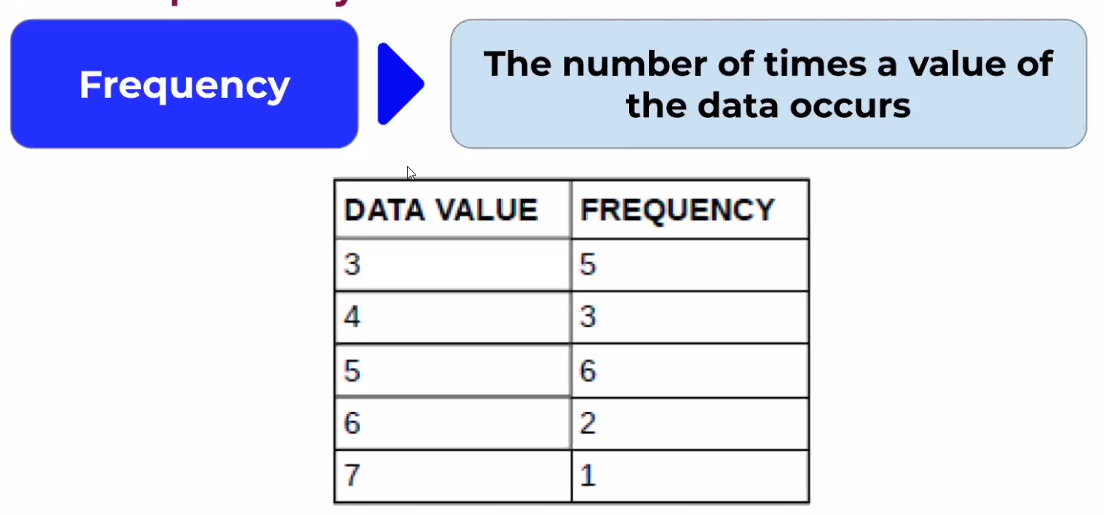 Frequency
The number of times a value of
the data occurs
DATA VALUE FREQUENCY
3 5
4 3
5 6
6 2
7 1